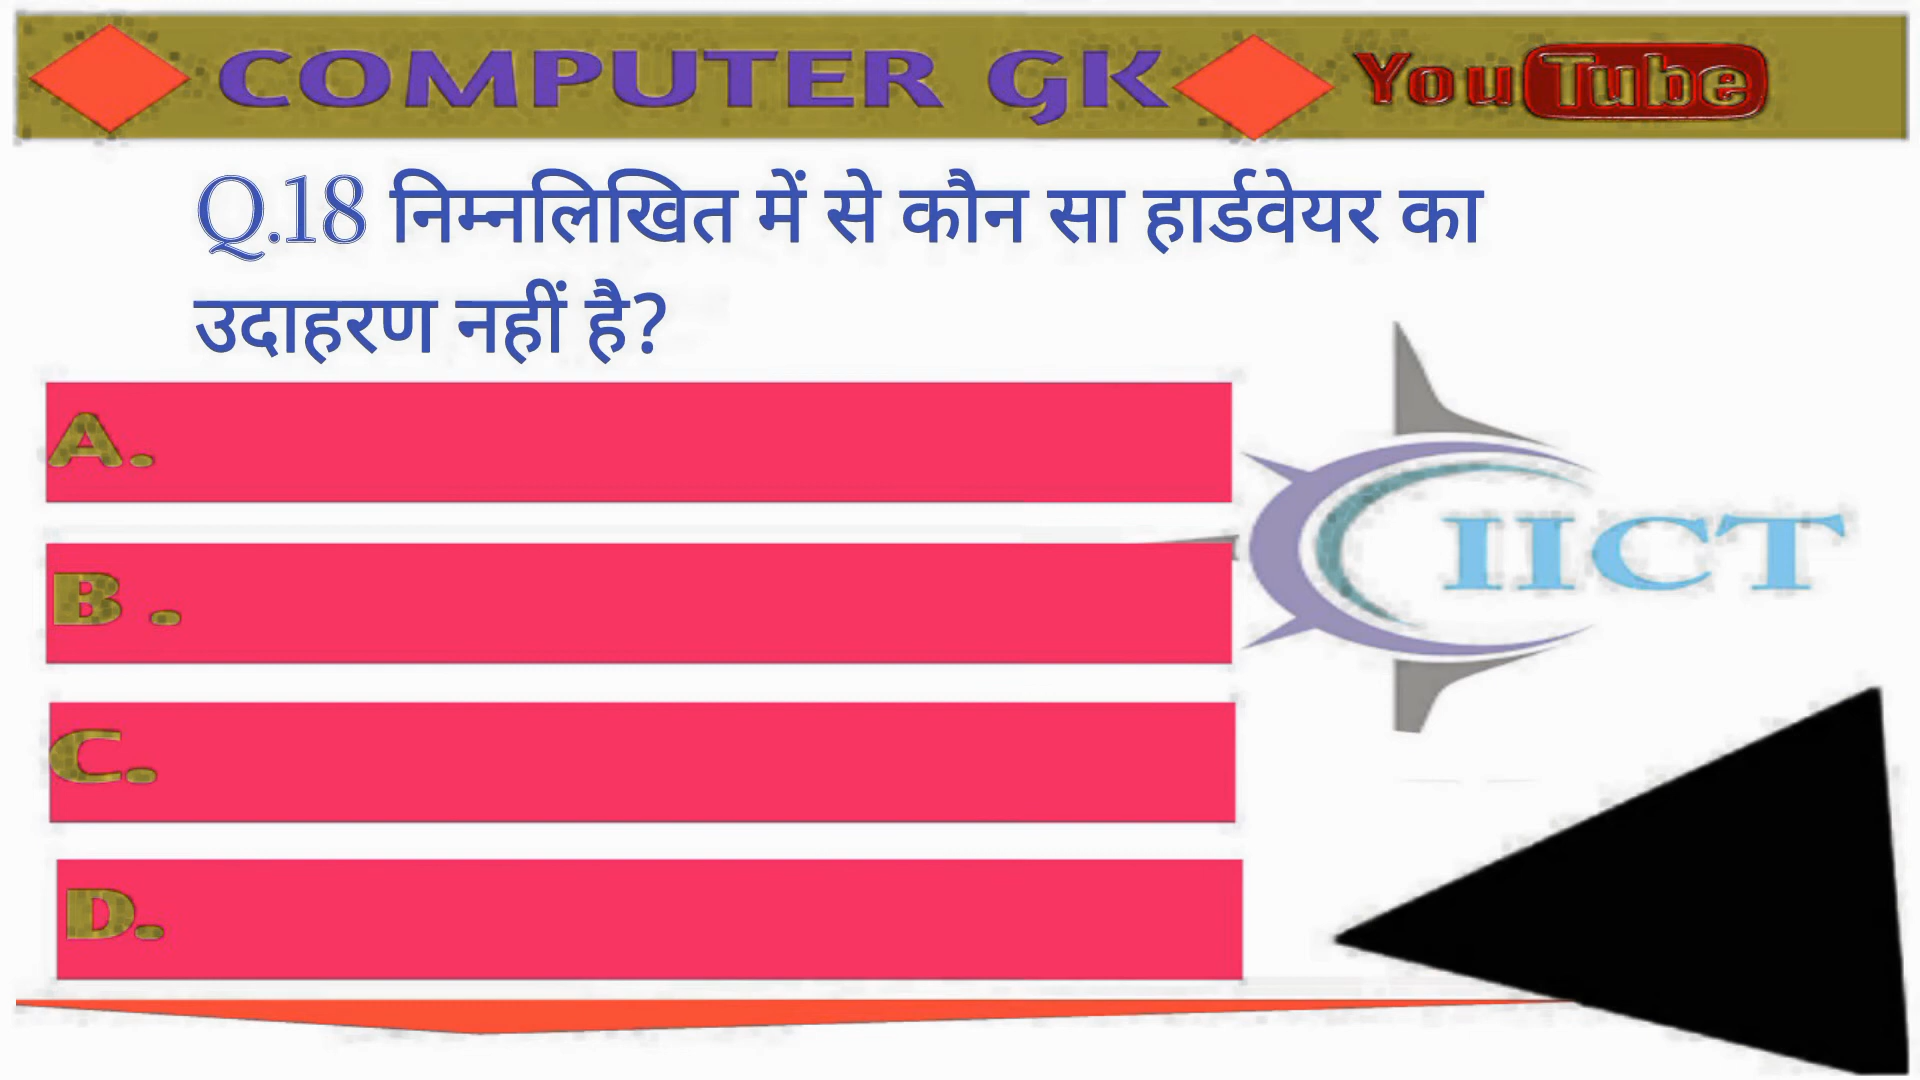 COMPUTER GK YouTube
Q.18 निम्नलिखित में से कौन सा हार्डवेयर का
उदाहरण नहीं है?
A.
B .
C.
D.
IICT